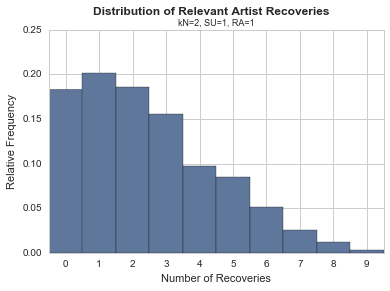 Distribution of Relevant Artist Recoveries
kN=2, SU=1, RA=1
0.25
0.20
0.15
0.10
0.05
0.00
Relative Frequency
0 1 2 3 4 5 6 7 8 9
Number of Recoveries